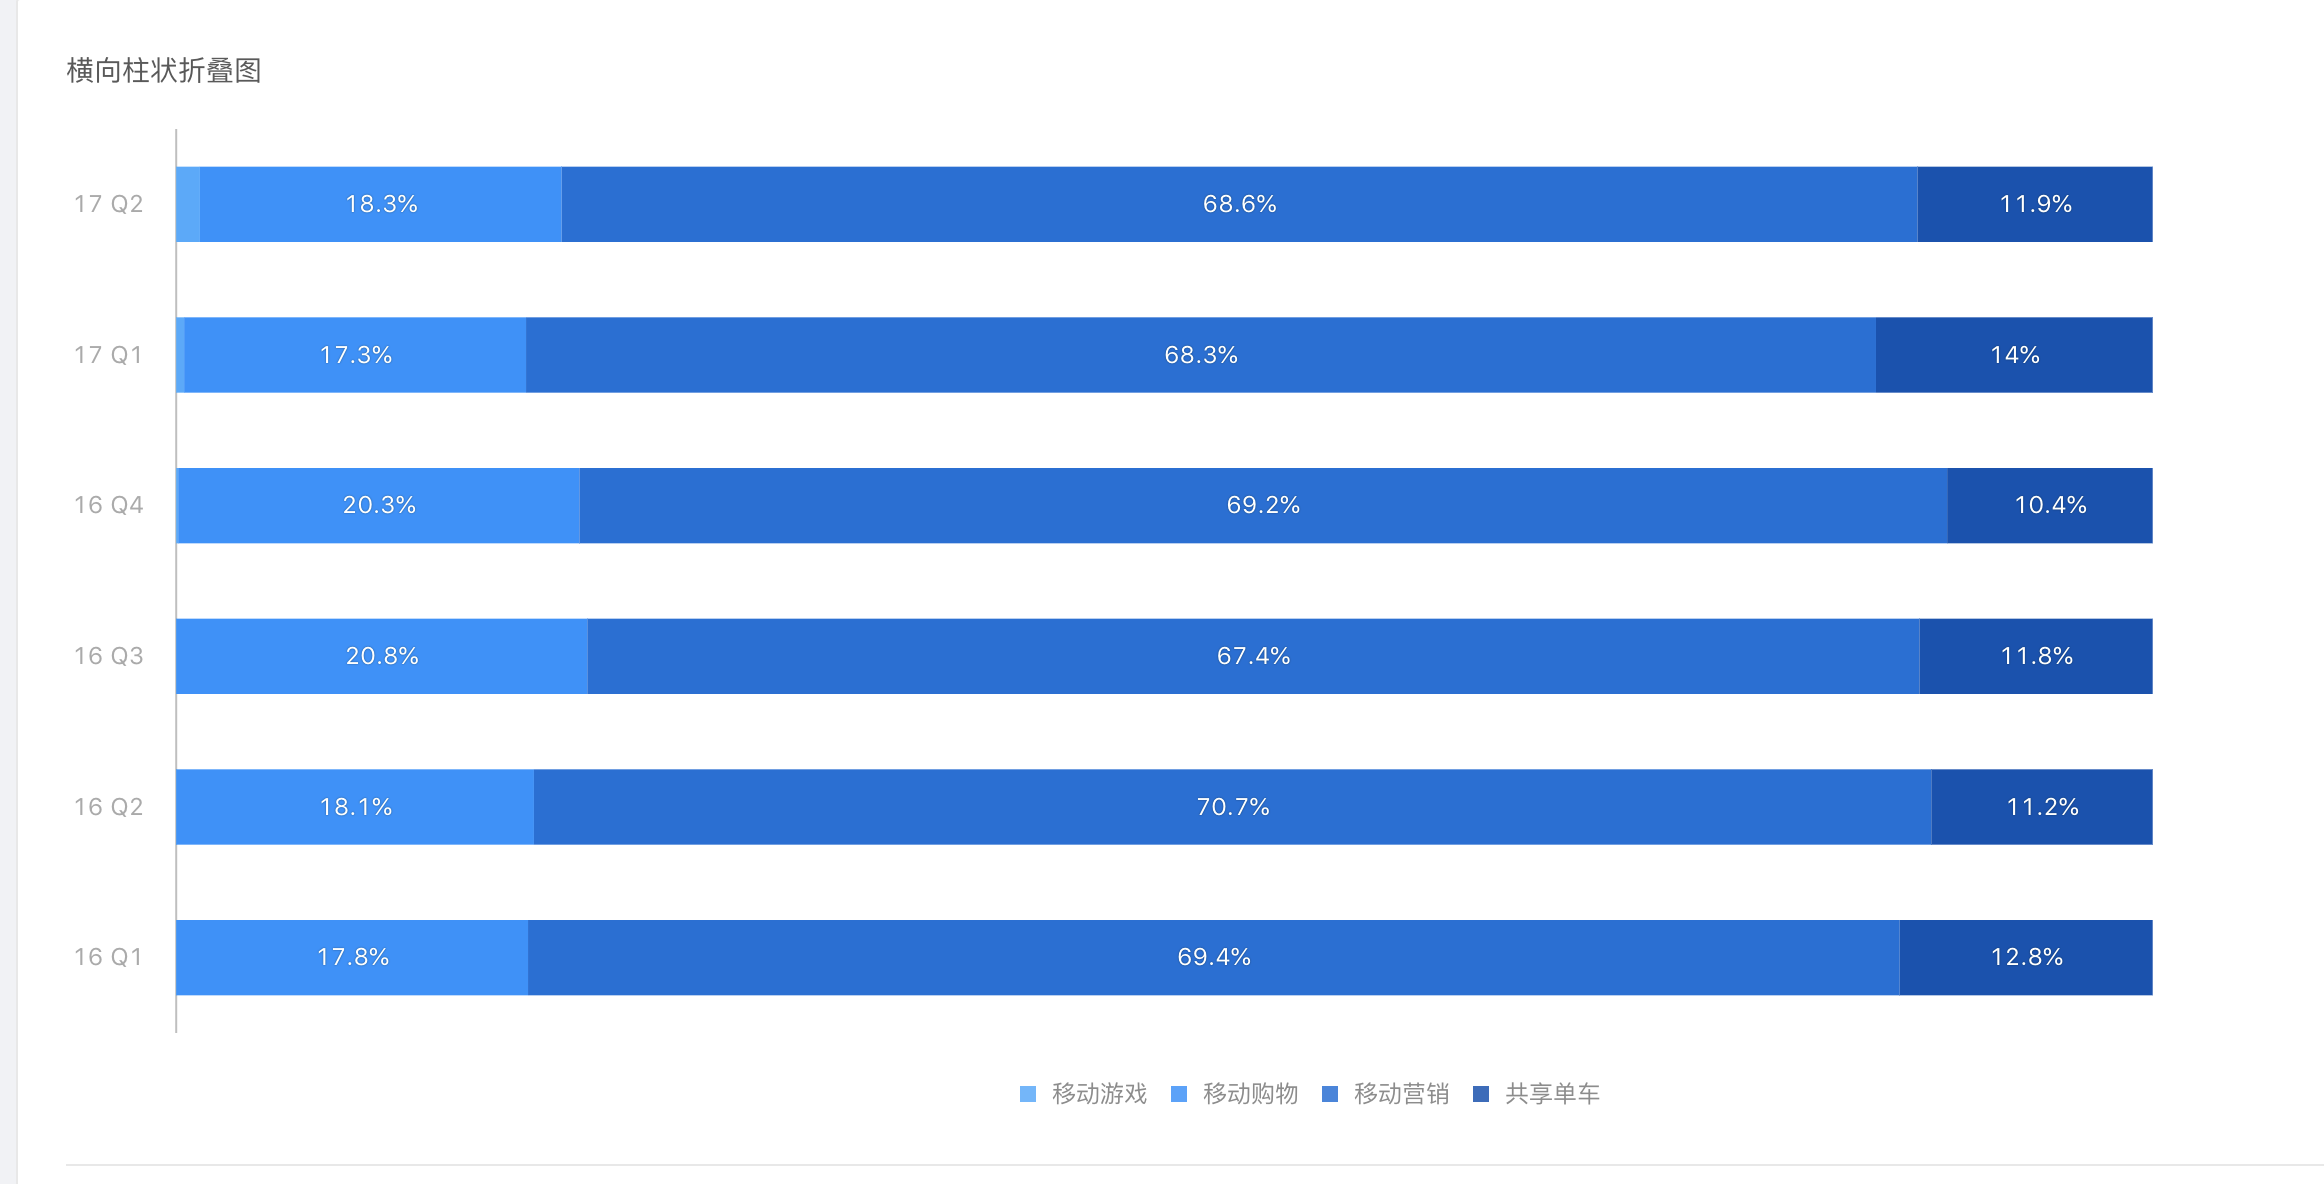 横向柱状折叠图
17 Q2 18.3% 68.6% 11.9%
17 Q1 17.3% 68.3% 14%
16 Q4 20.3% 69.2% 10.4%
16 Q3 20.8% 67.4% 11.8%
16 Q2 18.1% 70.7% 11.2%
16 Q1 17.8% 69.4% 12.8%
移动游戏 移动购物 移动营销 共享单车